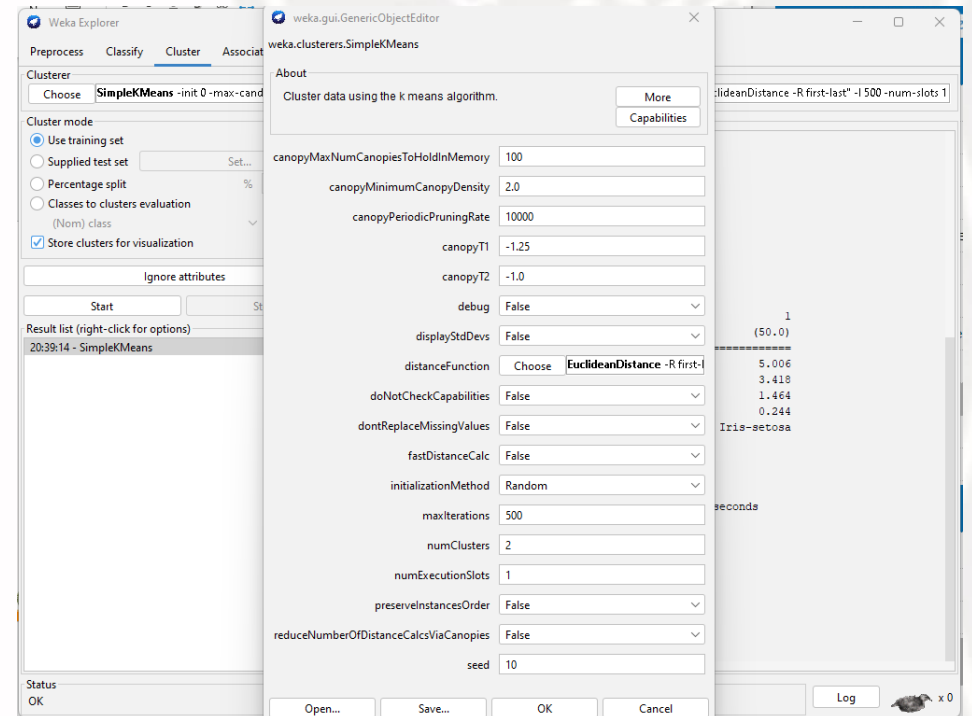 Weka Explorer
Preprocess Classify Cluster Associat
Clusterer
Choose SimpleKMeans -init 0 -max-cand
Cluster mode
Use training set
Supplied test set Set...
Percentage split %
Classes to clusters evaluation
(Nom) class
Store clusters for visualization
Ignore attributes
Start St
Result list (right-click for options)
20:39:14 - SimpleKMeans
Status
OK
weka.gui.GenericObjectEditor
weka.clusterers.SimpleKMeans
About
Cluster data using the k means algorithm.
More
Capabilities
canopyMaxNumCanopiesToHoldInMemory 100
canopyMinimumCanopyDensity 2.0
canopyPeriodicPruningRate 10000
canopyT1 -1.25
canopyT2 -1.0
debug False
displayStdDevs False
distanceFunction Choose EuclideanDistance -R first-l
doNotCheckCapabilities False
dontReplaceMissingValues False
fastDistanceCalc False
initializationMethod Random
maxIterations 500
numClusters 2
numExecutionSlots 1
preserveInstancesOrder False
reduceNumberOfDistanceCalcsViaCanopies False
seed 10
Open... Save... OK Cancel
clideanDistance -R first-last" -I 500 -num-slots 1
1
(50.0)
============
5.006
3.418
1.464
0.244
Iris-setosa
seconds
Log x 0